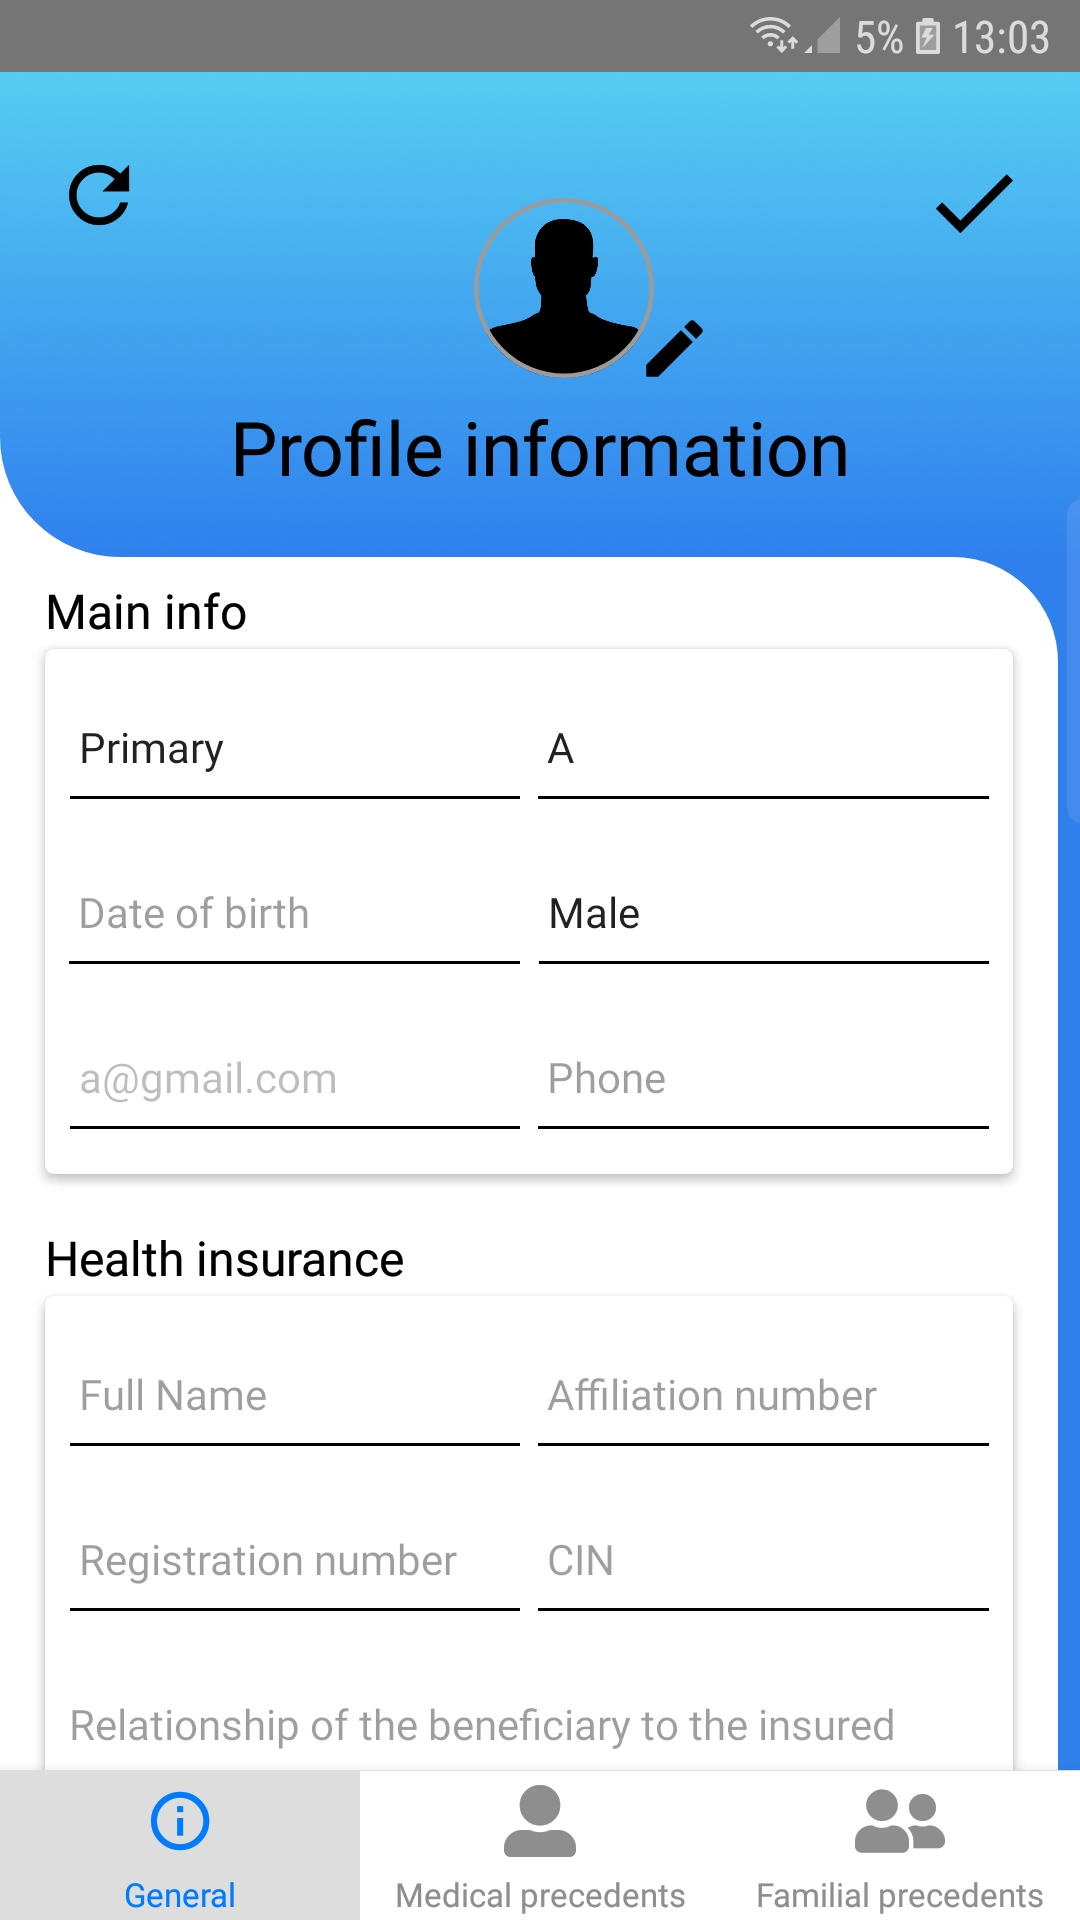 5% 13:03
Profile information
Main info
Primary A
Date of birth Male
a@gmail.com Phone
Health insurance
Full Name Affiliation number
Registration number CIN
Relationship of the beneficiary to the insured
General Medical precedents Familial precedents